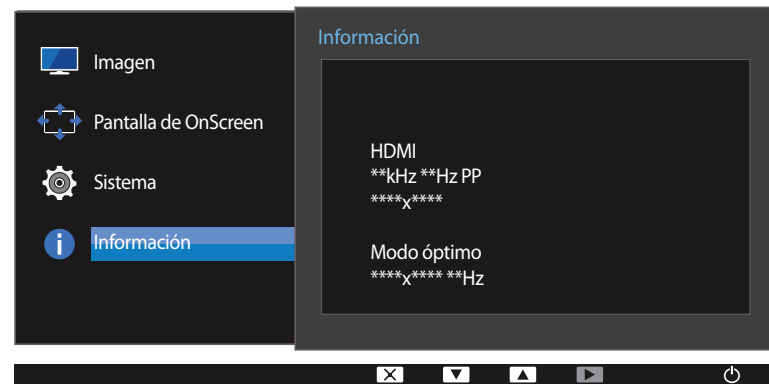 Imagen
Pantalla de OnScreen
Sistema
Información
Información
HDMI
**kHz **Hz PP
****x****
Modo óptimo
****x**** **Hz